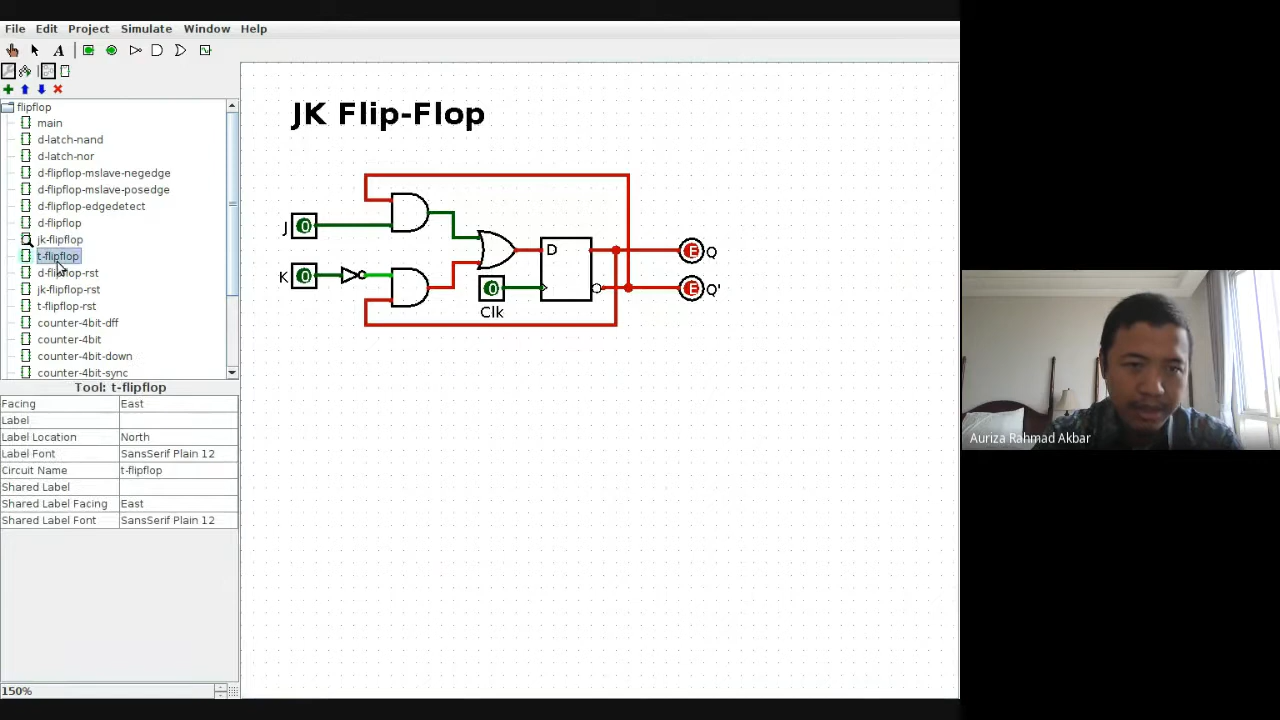 File Edit Project Simulate Window Help
A
flipflop
main
d-latch-nand
d-latch-nor
d-flipflop-mslave-negedge
d-flipflop-mslave-posedge
d-flipflop-edgedetect
d-flipflop
jk-flipflop
t-flipflop
d-flipflop-rst
jk-flipflop-rst
t-flipflop-rst
counter-4bit-dff
counter-4bit
counter-4bit-down
counter-4bit-sync
Tool: t-flipflop
Facing East
Label
Label Location North
Label Font SansSerif Plain 12
Circuit Name t-flipflop
Shared Label
Shared Label Facing East
Shared Label Font SansSerif Plain 12
150%
JK Flip-Flop
J 0
K 0
D
0
Clk
E Q
E Q'
Auriza Rahmad Akbar